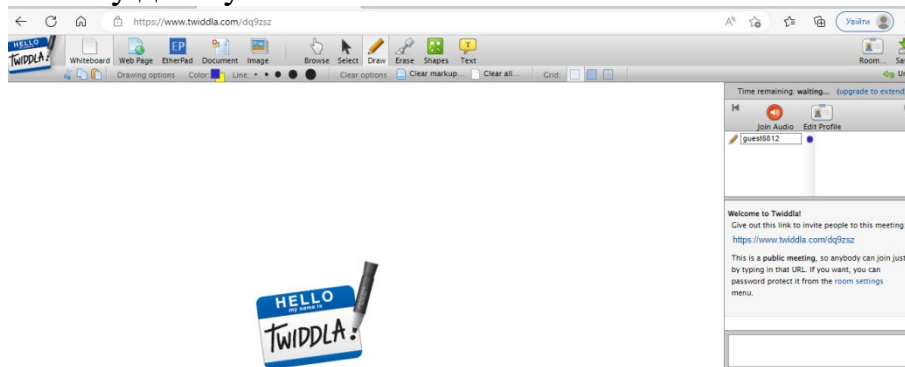 https://www.twiddla.com/dq9zsz
Увійти
HELLO
TWIDDLA!
Whiteboard Web Page EtherPad Document Image Browse Select Draw Erase Shapes Text
EP
T
Room...
Drawing options Color: Line: Clear options Clear markup... Clear all... Grid:
Time remaining: waiting... (upgrade to extend
Join Audio Edit Profile
guest6812
Welcome to Twiddla!
Give out this link to invite people to this meeting
https://www.twiddla.com/dq9zsz
This is a public meeting, so anybody can join just
by typing in that URL. If you want, you can
password protect it from the room settings
menu.
HELLO
my name is
TWIDDLA!